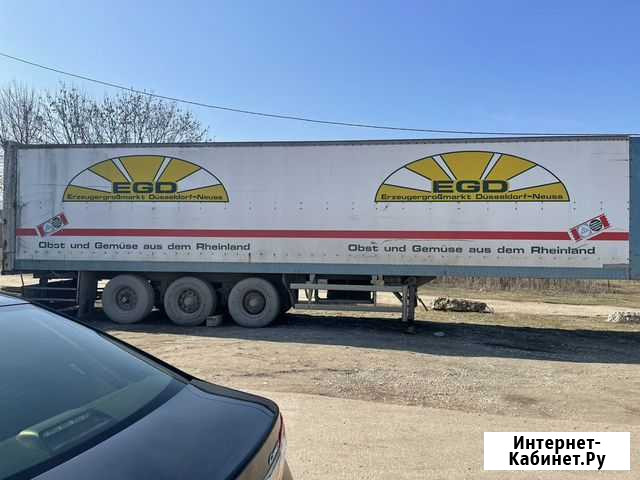 EGD
Erzeugergroßmarkt Düsseldorf-Neuss
Obst und Gemüse aus dem Rheinland
EGD
Erzeugergroßmarkt Düsseldorf-Neuss
Obst und Gemüse aus dem Rheinland
Интернет-
Кабинет.Ру